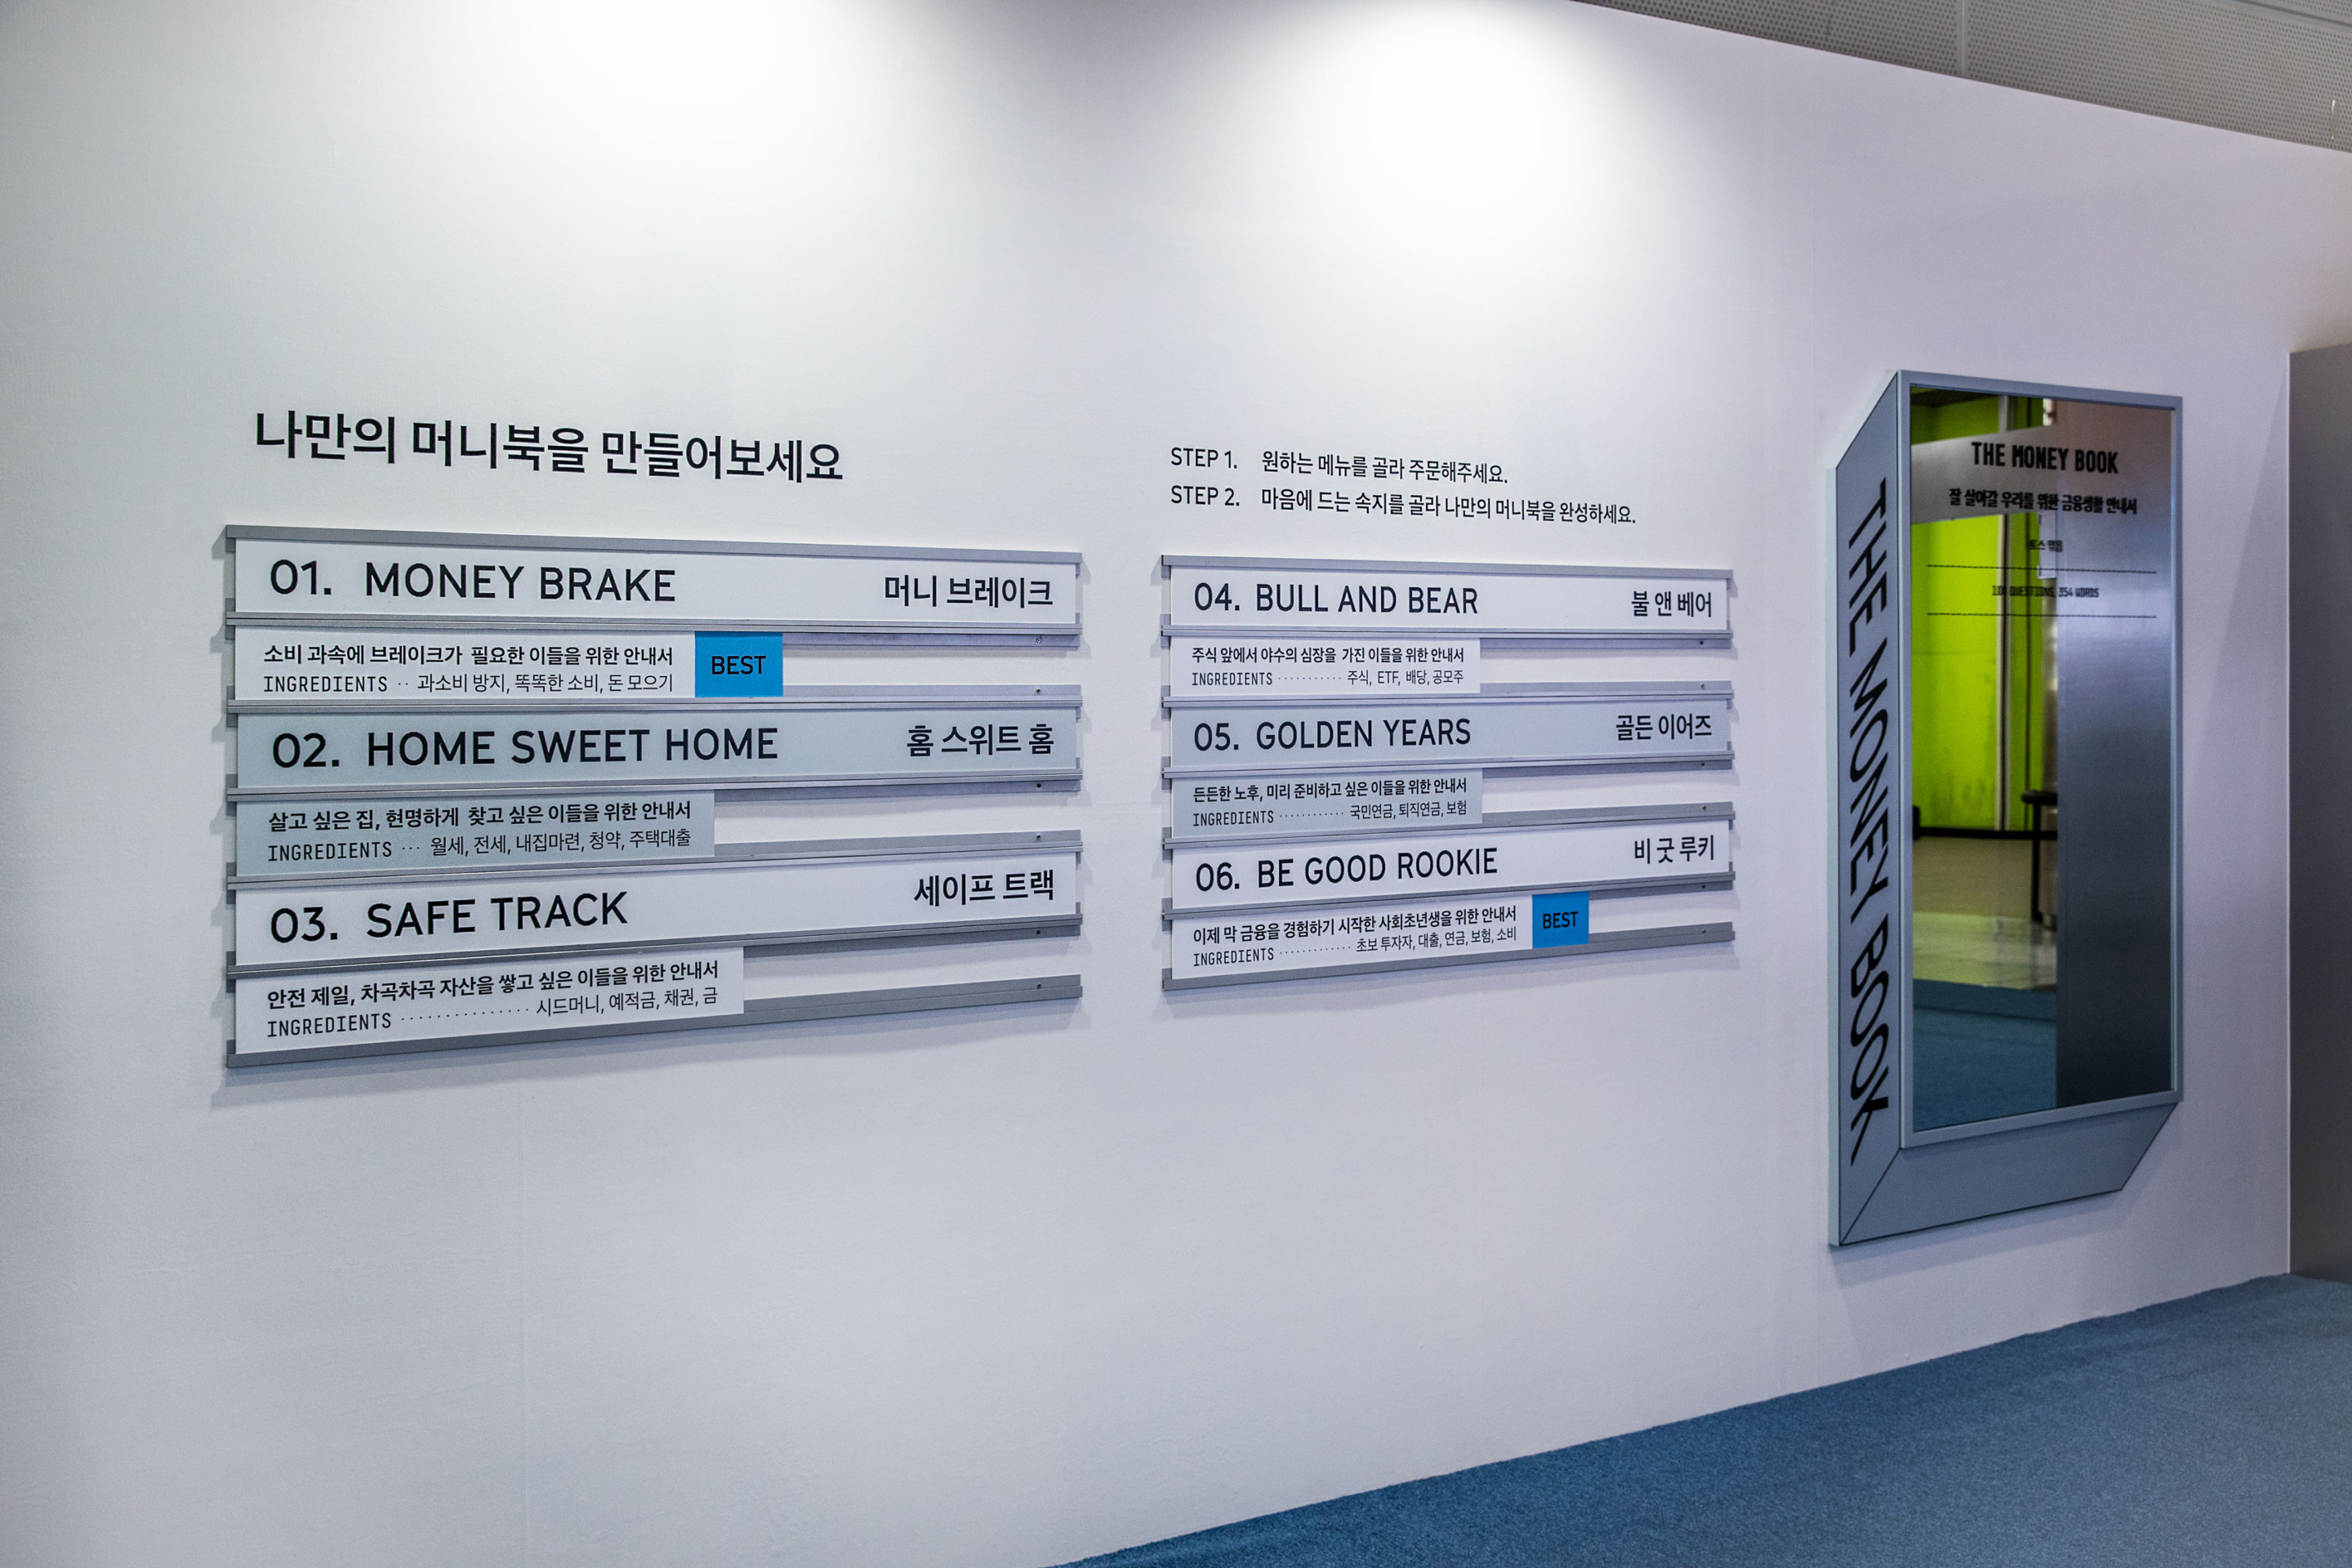 나만의 머니북을 만들어보세요
01. MONEY BRAKE 머니 브레이크
소비 과속에 브레이크가 필요한 이들을 위한 안내서
BEST
INGREDIENTS ·· 과소비 방지, 똑똑한 소비, 돈 모으기
02. HOME SWEET HOME 홈 스위트 홈
살고 싶은 집, 현명하게 찾고 싶은 이들을 위한 안내서
INGREDIENTS ··· 월세, 전세, 내집마련, 청약, 주택대출
03. SAFE TRACK 세이프 트랙
안전 제일, 차곡차곡 자산을 쌓고 싶은 이들을 위한 안내서
INGREDIENTS ··············· 시드머니, 예적금, 채권, 금
STEP 1. 원하는 메뉴를 골라 주문해주세요.
STEP 2. 마음에 드는 속지를 골라 나만의 머니북을 완성하세요.
04. BULL AND BEAR 불 앤 베어
주식 앞에서 야수의 심장을 가진 이들을 위한 안내서
INGREDIENTS ··········· 주식, ETF, 배당, 공모주
05. GOLDEN YEARS 골든 이어즈
든든한 노후, 미리 준비하고 싶은 이들을 위한 안내서
INGREDIENTS ··········· 국민연금, 퇴직연금, 보험
06. BE GOOD ROOKIE 비 굿 루키
이제 막 금융을 경험하기 시작한 사회초년생을 위한 안내서
BEST
INGREDIENTS ············ 초보 투자자, 대출, 연금, 보험, 소비
THE MONEY BOOK
THE MONEY BOOK
잘 살아갈 우리를 위한 금융생활 안내서
토스 엮음
100 QUESTIONS, 354 WORDS